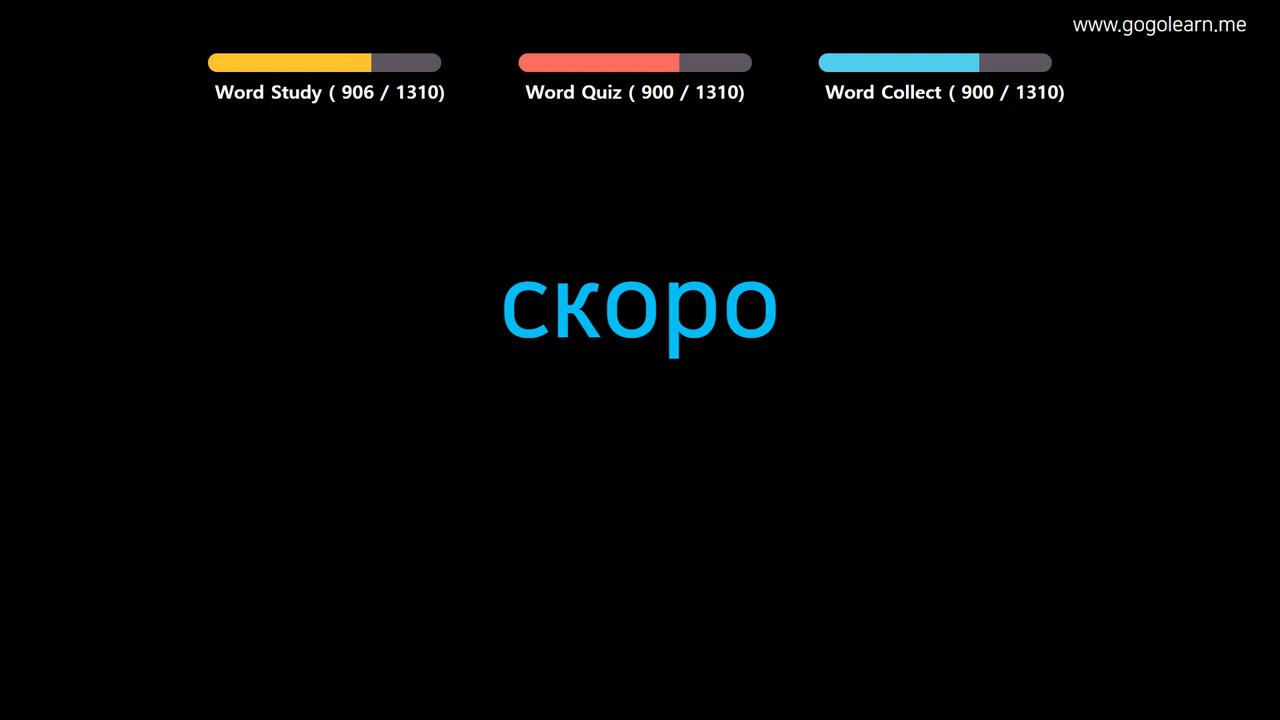 www.gogolearn.me
Word Study ( 906 / 1310)
Word Quiz ( 900 / 1310)
Word Collect ( 900 / 1310)
скоро